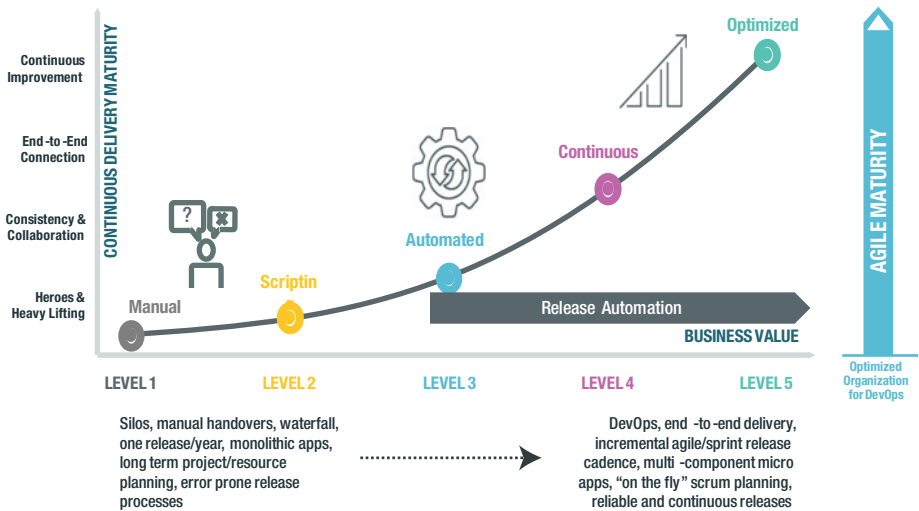 Optimized
Continuous
Improvement
CONTINUOUS DELIVERY MATURITY
End -to -End
Connection
Continuous
Consistency &
Collaboration
?
Automated
AGILE MATURITY
Scriptin
Heroes &
Heavy Lifting
Manual
Release Automation
BUSINESS VALUE
LEVEL 1
LEVEL 2
LEVEL 3
LEVEL 4
LEVEL 5
Optimized
Organization
for DevOps
Silos, manual handovers, waterfall,
one release/year, monolithic apps,
long term project/resource
planning, error prone release
processes
DevOps, end -to -end delivery,
incremental agile/sprint release
cadence, multi -component micro
apps, “on the fly” scrum planning,
reliable and continuous releases